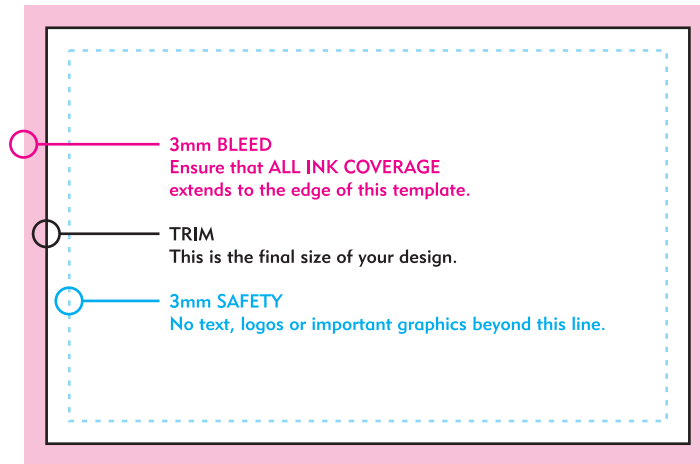 3mm BLEED
Ensure that ALL INK COVERAGE
extends to the edge of this template.
TRIM
This is the final size of your design.
3mm SAFETY
No text, logos or important graphics beyond this line.